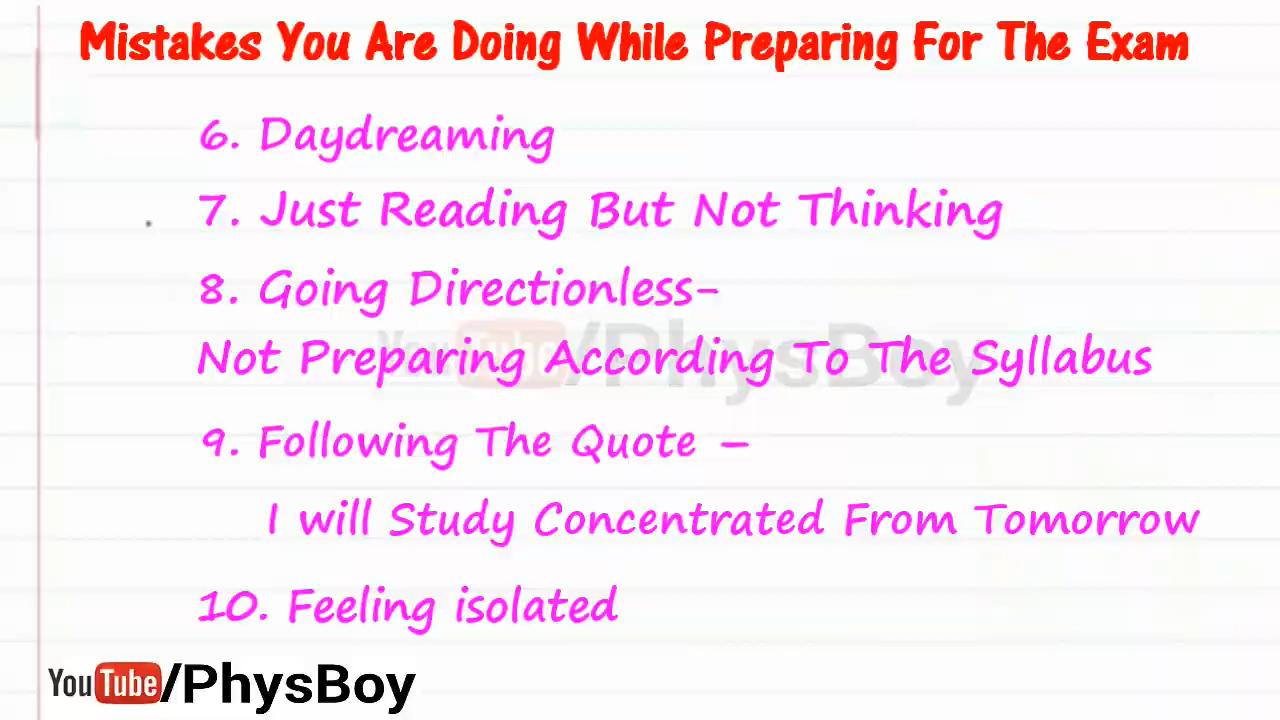 Mistakes You Are Doing While Preparing For The Exam
6. Daydreaming
7. Just Reading But Not Thinking
8. Going Directionless-
Not Preparing According To The Syllabus
YouTube/PhysBoy
9. Following The Quote –
I will Study Concentrated From Tomorrow
10. Feeling isolated
YouTube/PhysBoy